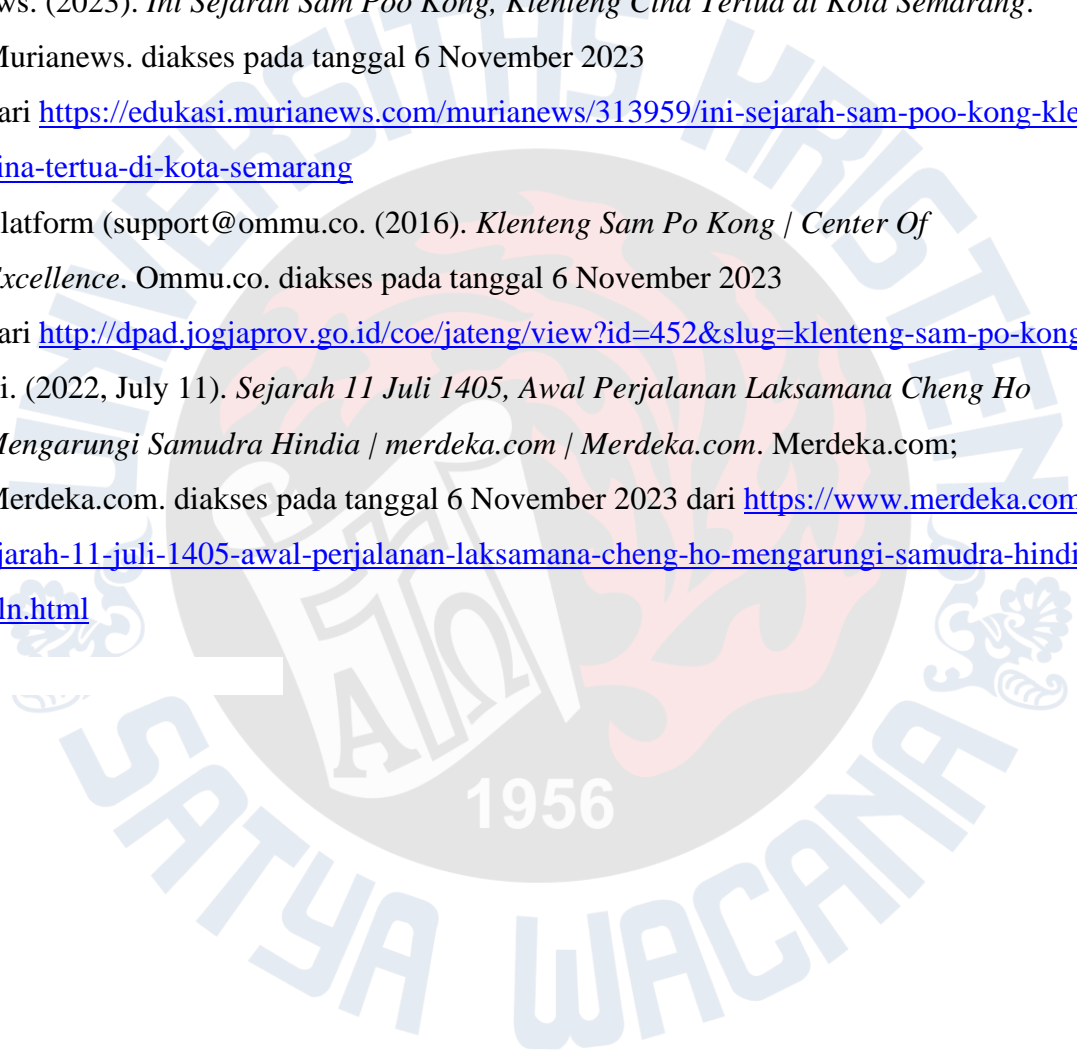 ws. (2023). Ini Sejarah Sam Poo Kong, Klenteng Cina Tertua di Kota Semarang.
Murianews. diakses pada tanggal 6 November 2023
ari https://edukasi.murianews.com/murianews/313959/ini-sejarah-sam-poo-kong-kle
ina-tertua-di-kota-semarang
latform (support@ommu.co. (2016). Klenteng Sam Po Kong | Center Of
Excellence. Ommu.co. diakses pada tanggal 6 November 2023
ari http://dpad.jogjaprov.go.id/coe/jateng/view?id=452&slug=klenteng-sam-po-kong
i. (2022, July 11). Sejarah 11 Juli 1405, Awal Perjalanan Laksamana Cheng Ho
Mengarungi Samudra Hindia | merdeka.com | Merdeka.com. Merdeka.com;
Merdeka.com. diakses pada tanggal 6 November 2023 dari https://www.merdeka.com
jarah-11-juli-1405-awal-perjalanan-laksamana-cheng-ho-mengarungi-samudra-hindi
ln.html
UNIVERSITAS KRISTEN
ΑΩ
1956
SATYA WACANA